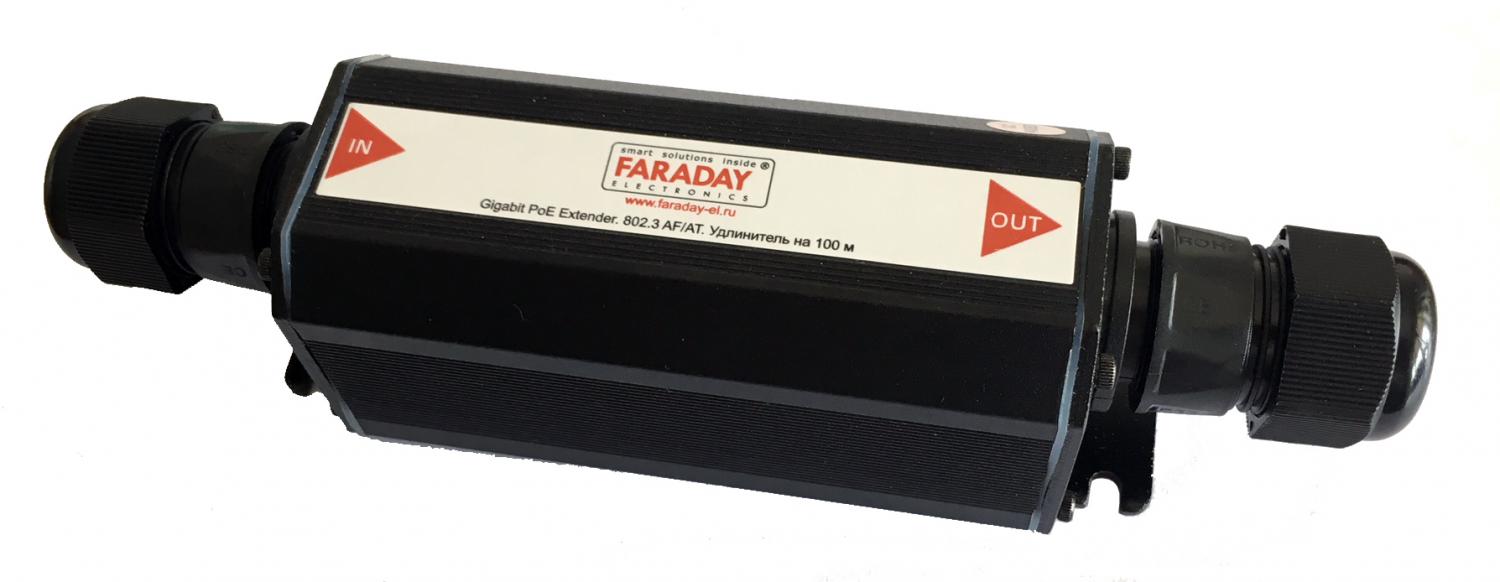 IN
smart solutions inside ®
FARADAY
ELECTRONICS
www.faraday-el.ru
Gigabit PoE Extender. 802.3 AF/AT. Удлинитель на 100 м
OUT
CE